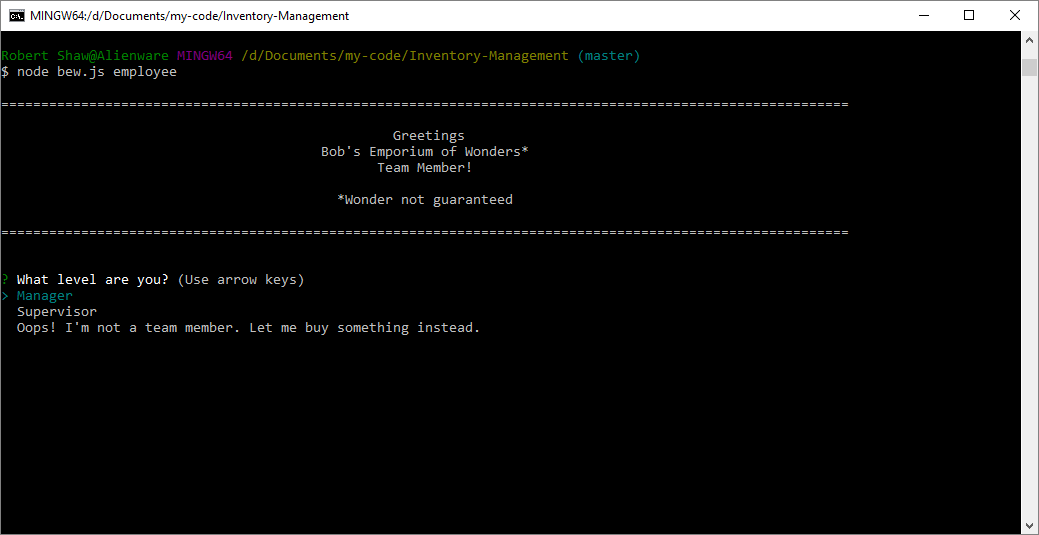 MINGW64:/d/Documents/my-code/Inventory-Management
Robert Shaw@Alienware MINGW64 /d/Documents/my-code/Inventory-Management (master)
$ node bew.js employee
==========================================================================================================
Greetings
Bob's Emporium of Wonders*
Team Member!
*Wonder not guaranteed
==========================================================================================================
? What level are you? (Use arrow keys)
> Manager
Supervisor
Oops! I'm not a team member. Let me buy something instead.